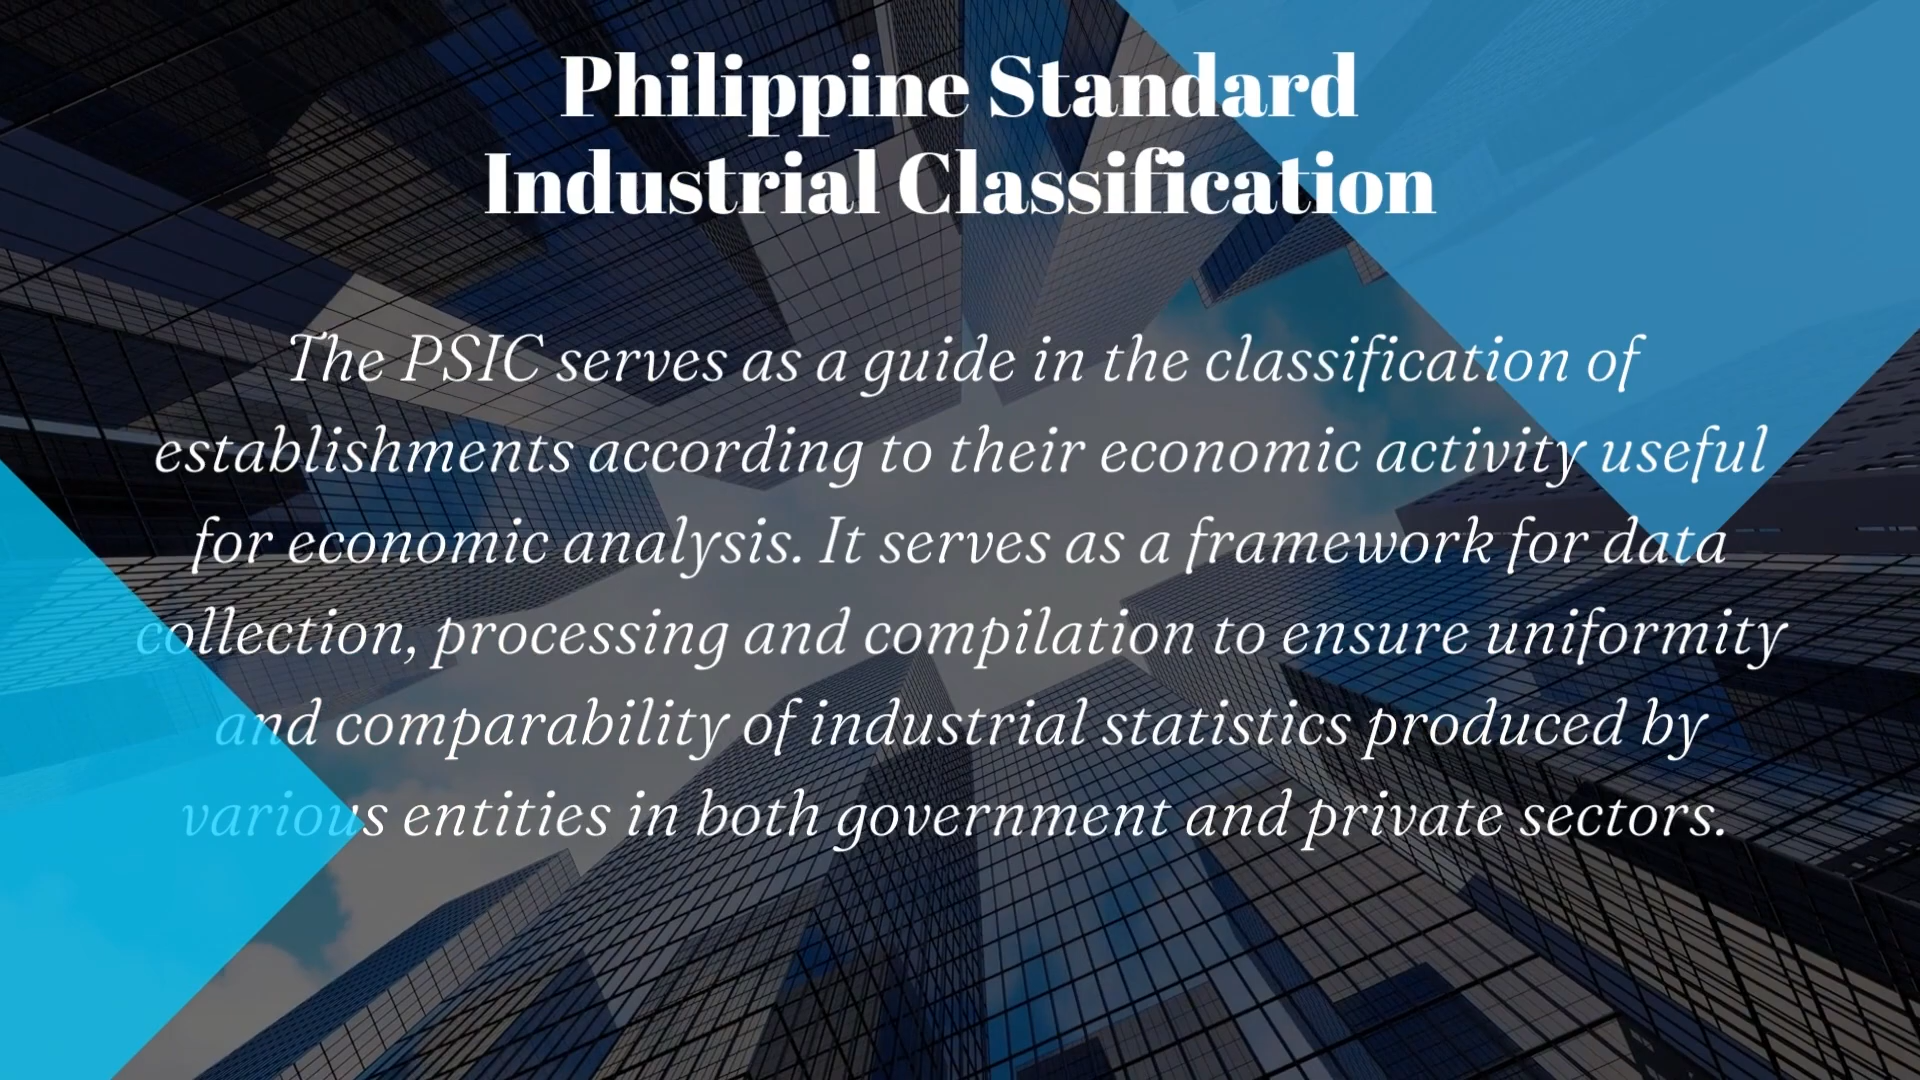 Philippine Standard
Industrial Classification
The PSIC serves as a guide in the classification of
establishments according to their economic activity useful
for economic analysis. It serves as a framework for data
collection, processing and compilation to ensure uniformity
and comparability of industrial statistics produced by
various entities in both government and private sectors.